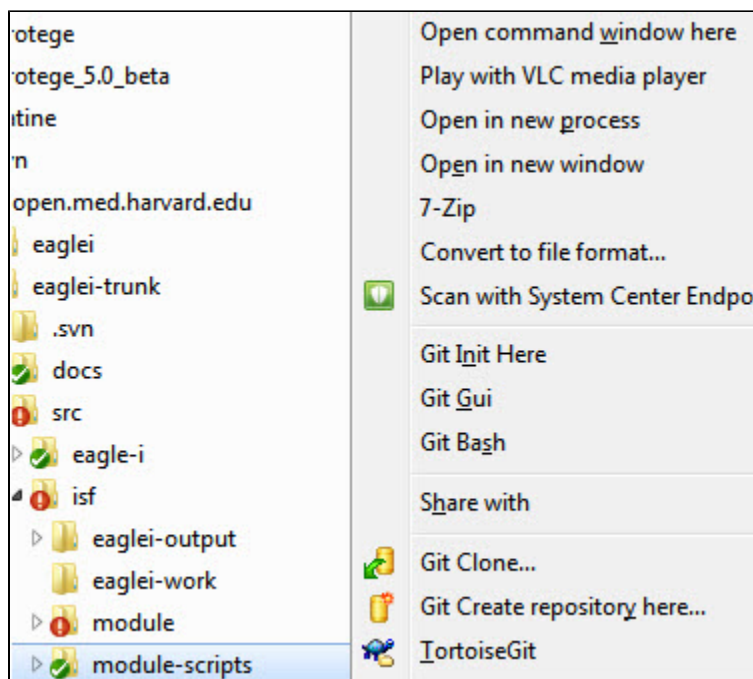 otege
otege_5.0_beta
tine
n
open.med.harvard.edu
eaglei
eaglei-trunk
.svn
docs
src
eagle-i
isf
eaglei-output
eaglei-work
module
module-scripts
Open command window here
Play with VLC media player
Open in new process
Open in new window
7-Zip
Convert to file format...
Scan with System Center Endpo
Git Init Here
Git Gui
Git Bash
Share with
Git Clone...
Git Create repository here...
TortoiseGit